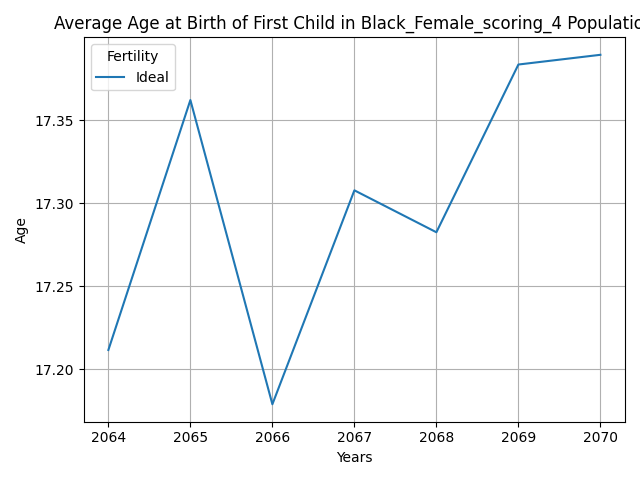 Average Age at Birth of First Child in Black_Female_scoring_4 Populatio
Fertility
Ideal
17.35
17.30
17.25
17.20
Age
2064 2065 2066 2067 2068 2069 2070
Years